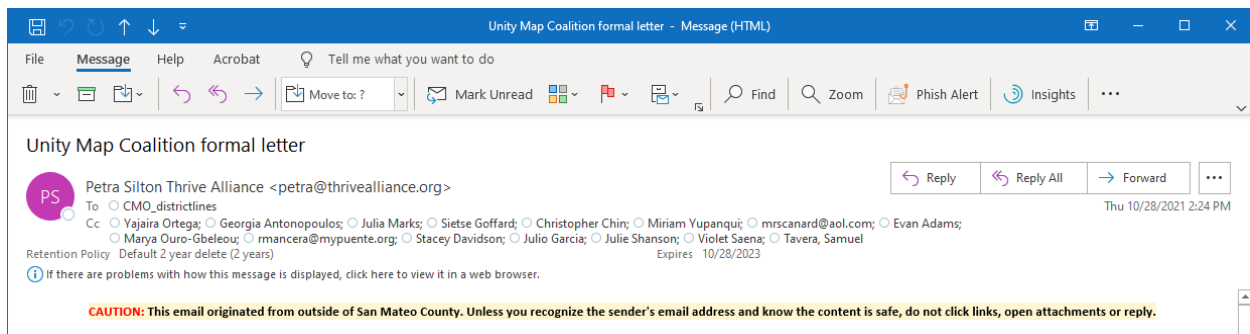 Unity Map Coalition formal letter - Message (HTML)
File Message Help Acrobat Tell me what you want to do
Move to: ? Mark Unread Find Zoom Phish Alert Insights ...
Unity Map Coalition formal letter
PS
Petra Silton Thrive Alliance <petra@thrivealliance.org>
Reply Reply All Forward ...
To CMO_districtlines
Thu 10/28/2021 2:24 PM
Cc Yajaira Ortega; Georgia Antonopoulos; Julia Marks; Sietse Goffard; Christopher Chin; Miriam Yupanqui; mrscanard@aol.com; Evan Adams;
Marya Ouro-Gbeleou; rmancera@mypuente.org; Stacey Davidson; Julio Garcia; Julie Shanson; Violet Saena; Tavera, Samuel
Retention Policy Default 2 year delete (2 years) Expires 10/28/2023
If there are problems with how this message is displayed, click here to view it in a web browser.
CAUTION: This email originated from outside of San Mateo County. Unless you recognize the sender's email address and know the content is safe, do not click links, open attachments or reply.